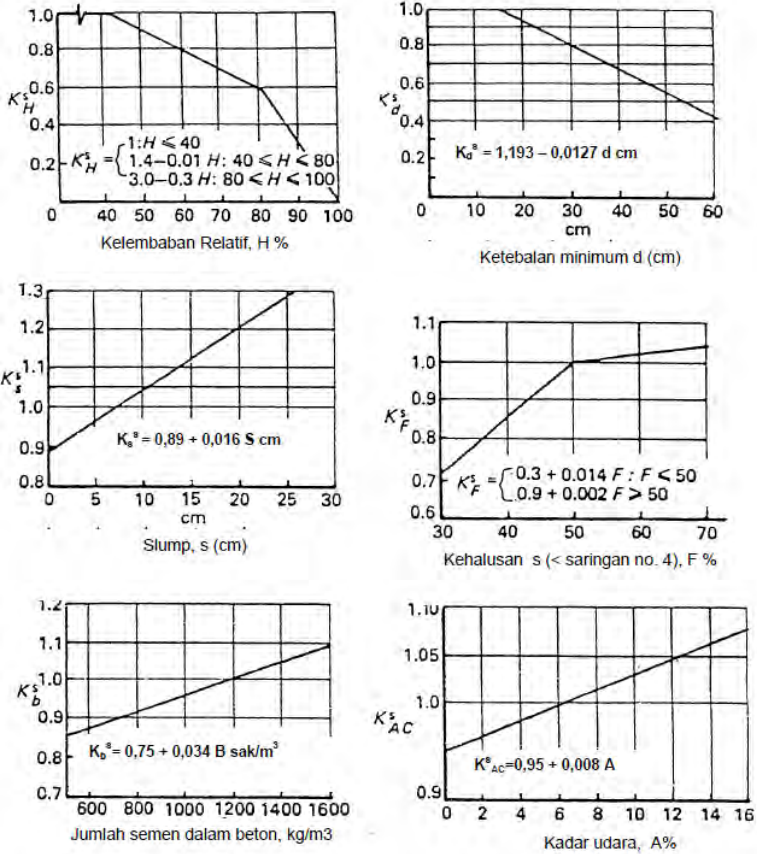 1.0
0.8
0.6
0.4
0.2
K^s_H
K^s_H = { 1:H ⩽ 40
1.4–0.01 H: 40 ⩽ H ⩽ 80
3.0–0.3 H: 80 ⩽ H ⩽ 100
0 40 60 80 90 100
Kelembaban Relatif, H %
1.0
0.8
0.6
0.4
0.2
K^s_d
K_d^s = 1,193 – 0,0127 d cm
0 10 20 30 40 50 60
cm
Ketebalan minimum d (cm)
1.3
1.2
1.1
1.0
0.9
0.8
K^s_s
K_s^s = 0,89 + 0,016 S cm
0 5 10 15 20 25 30
cm
Slump, s (cm)
1.1
1.0
0.9
0.8
0.7
0.6
K^s_F
K^s_F = { 0.3 + 0.014 F : F ⩽ 50
0.9 + 0.002 F ⩾ 50
30 40 50 60 70
Kehalusan s (< saringan no. 4), F %
1.2
1.1
1.0
0.9
0.8
0.7
K^s_b
K_b^s = 0,75 + 0,034 B sak/m³
600 800 1000 1200 1400 1600
Jumlah semen dalam beton, kg/m3
1.10
1.05
1.0
0.9
K^s_AC
K^s_AC=0,95 + 0,008 A
0 2 4 6 8 10 12 14 16
Kadar udara, A%